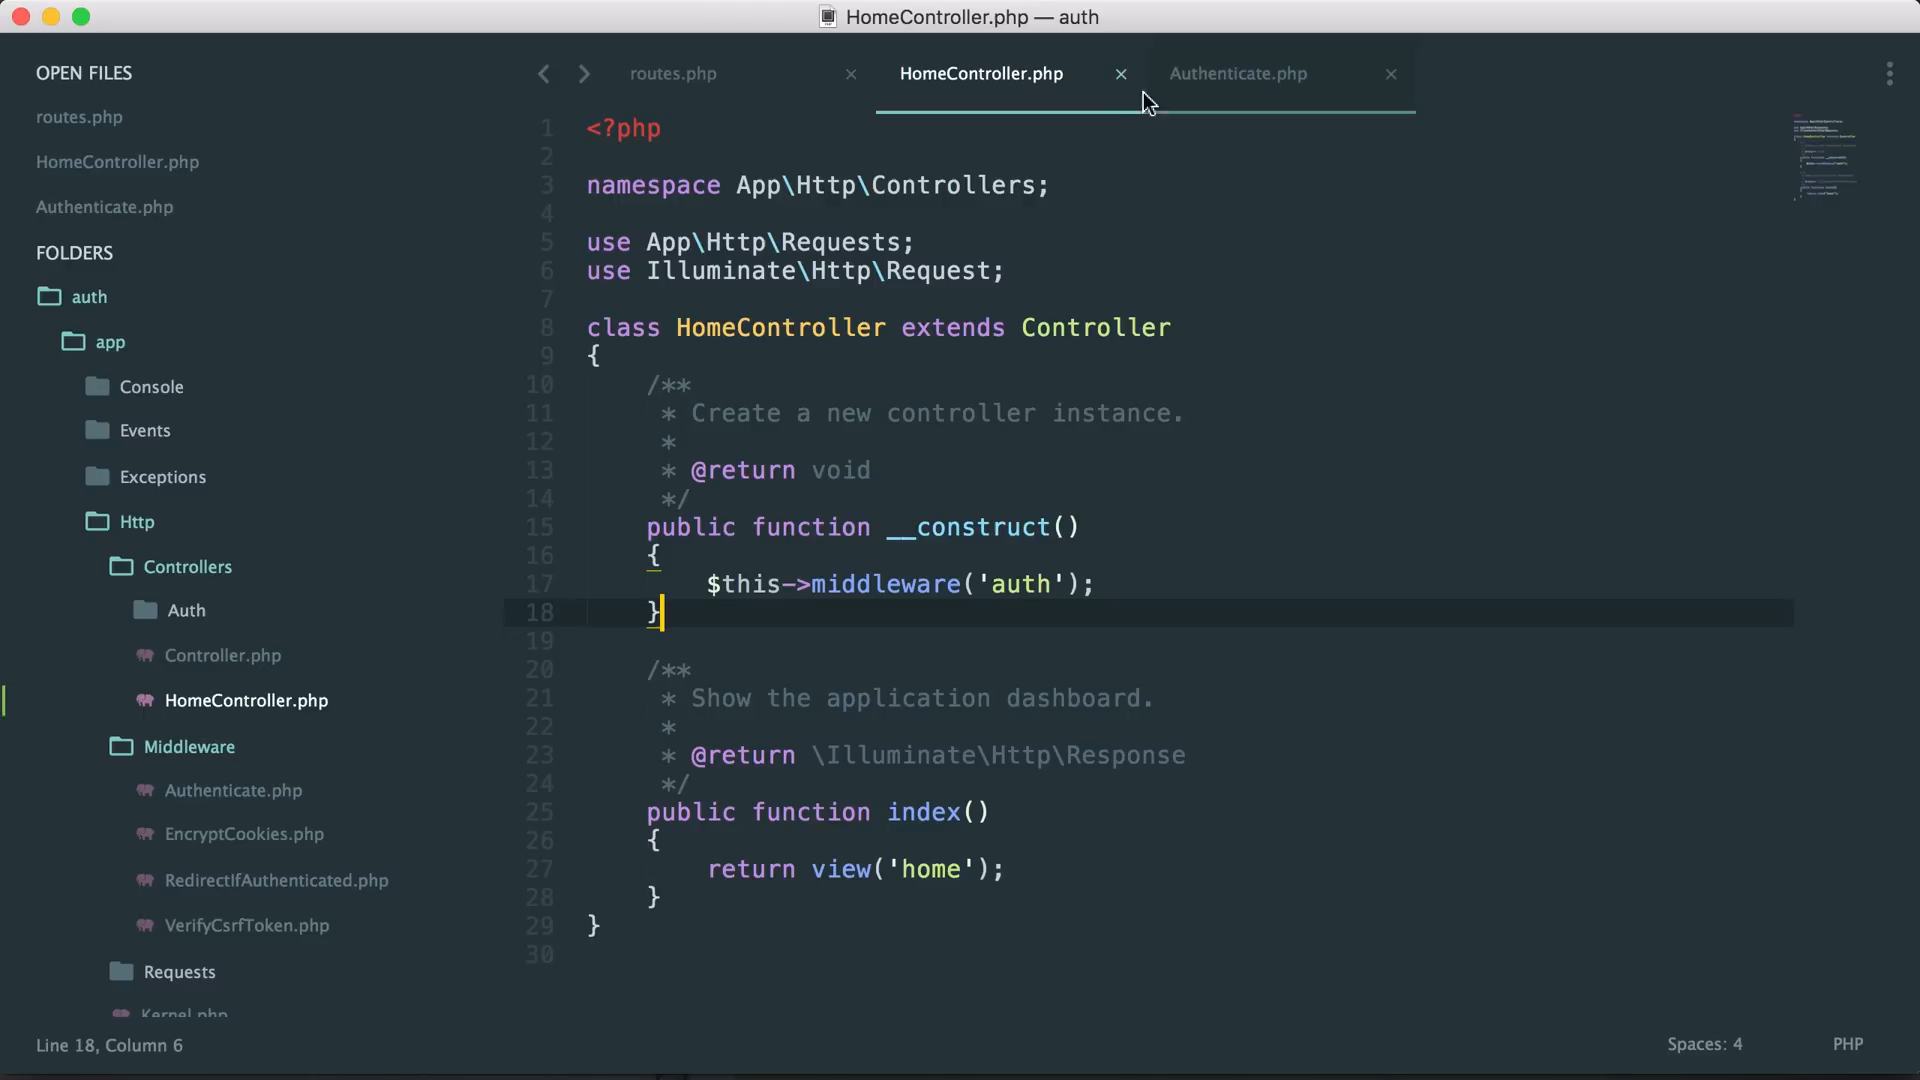 HomeController.php — auth
OPEN FILES
routes.php
HomeController.php
Authenticate.php
FOLDERS
auth
app
Console
Events
Exceptions
Http
Controllers
Auth
Controller.php
HomeController.php
Middleware
Authenticate.php
EncryptCookies.php
RedirectIfAuthenticated.php
VerifyCsrfToken.php
Requests
Kernel.php
routes.php × HomeController.php × Authenticate.php ×
1 <?php
2
3 namespace App\Http\Controllers;
4
5 use App\Http\Requests;
6 use Illuminate\Http\Request;
7
8 class HomeController extends Controller
9 {
10     /**
11      * Create a new controller instance.
12      *
13      * @return void
14      */
15     public function __construct()
16     {
17         $this->middleware('auth');
18     }
19
20     /**
21      * Show the application dashboard.
22      *
23      * @return \Illuminate\Http\Response
24      */
25     public function index()
26     {
27         return view('home');
28     }
29 }
30
Line 18, Column 6
Spaces: 4
PHP